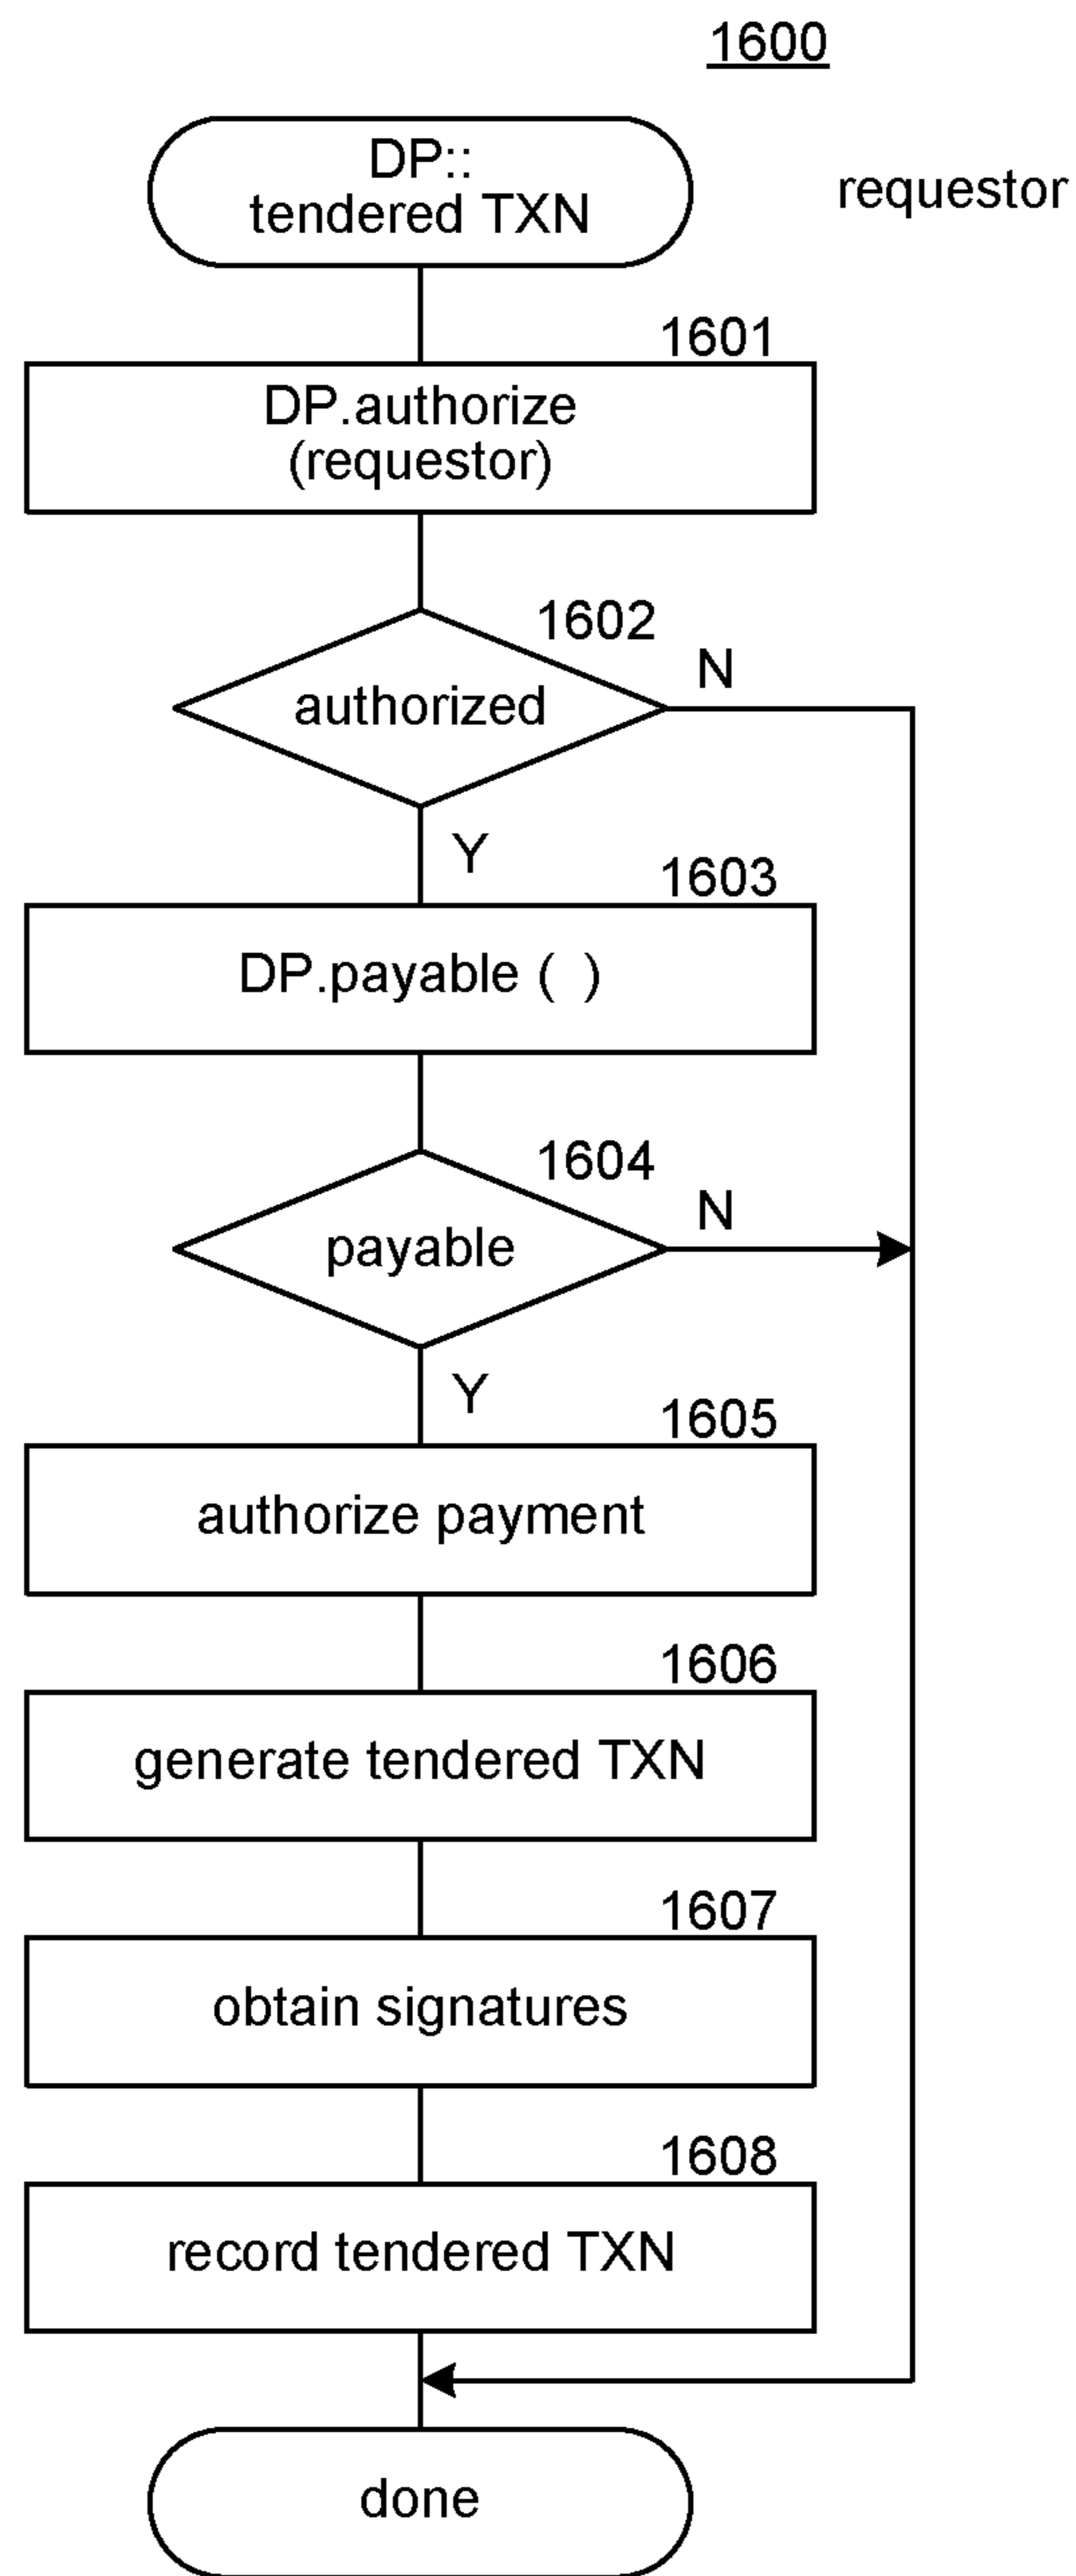 1600
DP::
tendered TXN
requestor
1601
DP.authorize
(requestor)
1602
N
authorized
Y
1603
DP.payable ( )
1604
N
payable
Y
1605
authorize payment
1606
generate tendered TXN
1607
obtain signatures
1608
record tendered TXN
done